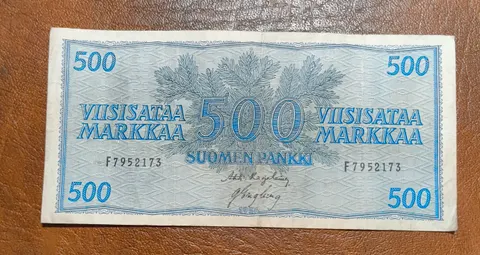 500 500
VIISISATAA 500 VIISISATAA
MARKKAA MARKKAA
SUOMEN PANKKI
F7952173 F7952173
500 500